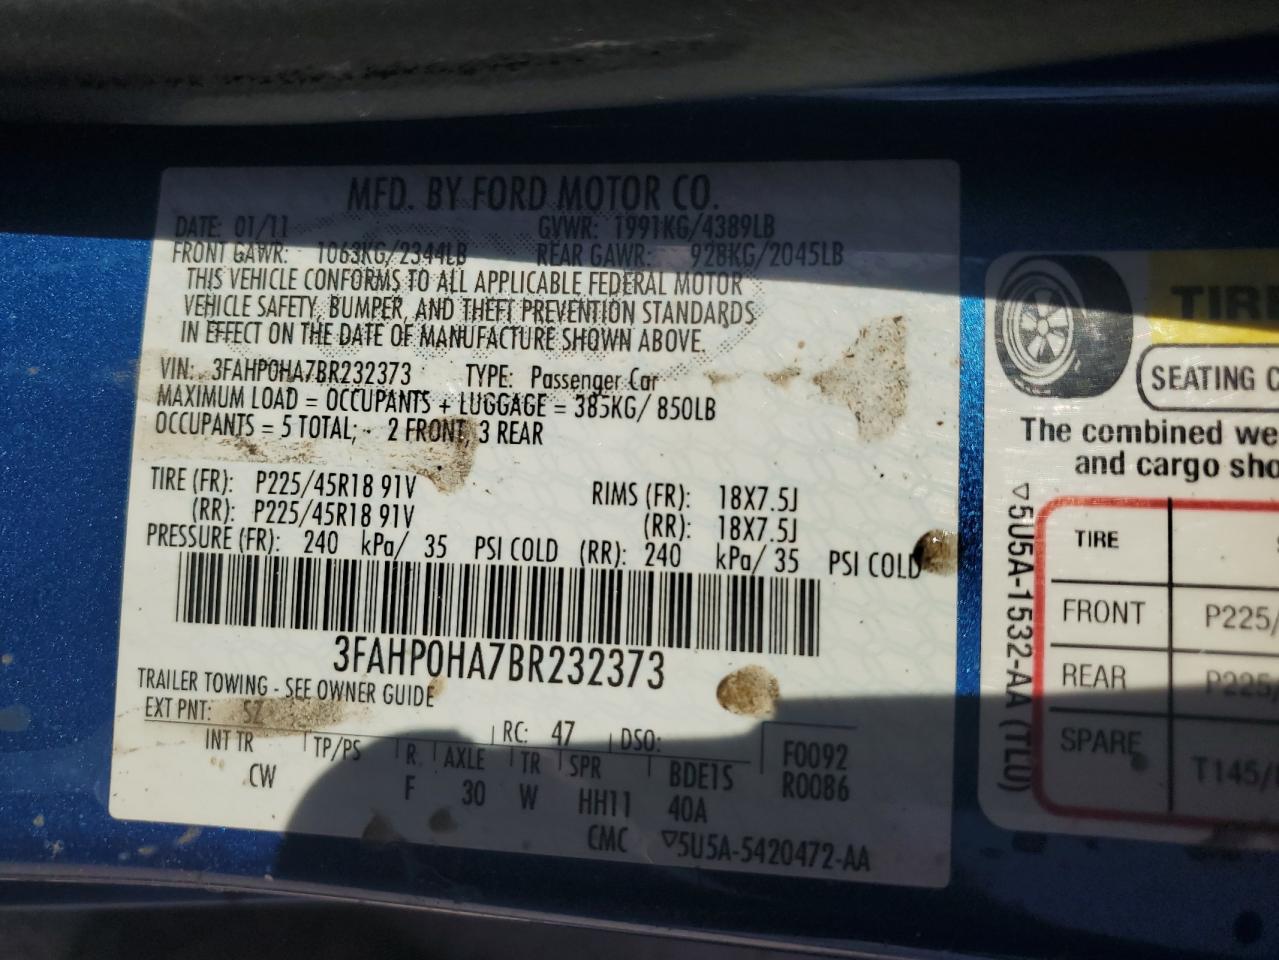 MFD. BY FORD MOTOR CO.
DATE: 01/11 GVWR: 1991KG/4389LB
FRONT GAWR: 1063KG/2344LB REAR GAWR: 928KG/2045LB
THIS VEHICLE CONFORMS TO ALL APPLICABLE FEDERAL MOTOR
VEHICLE SAFETY, BUMPER, AND THEFT PREVENTION STANDARDS
IN EFFECT ON THE DATE OF MANUFACTURE SHOWN ABOVE.
VIN: 3FAHP0HA7BR232373 TYPE: Passenger Car
MAXIMUM LOAD = OCCUPANTS + LUGGAGE = 385KG/ 850LB
OCCUPANTS = 5 TOTAL; - 2 FRONT, 3 REAR
TIRE (FR): P225/45R18 91V RIMS (FR): 18X7.5J
(RR): P225/45R18 91V (RR): 18X7.5J
PRESSURE (FR): 240 kPa/ 35 PSI COLD (RR): 240 kPa/ 35 PSI COLD
3FAHP0HA7BR232373
TRAILER TOWING - SEE OWNER GUIDE
EXT PNT: SZ RC: 47 DSO:
INT TR TP/PS R AXLE TR SPR BDE1S F0092
CW F 30 W HH11 40A R0086
CMC ▽5U5A-5420472-AA
TIRE
SEATING C
The combined we
and cargo sho
TIRE
FRONT P225/
REAR P225/
SPARE T145/
▽5U5A-1532-AA (TLU)